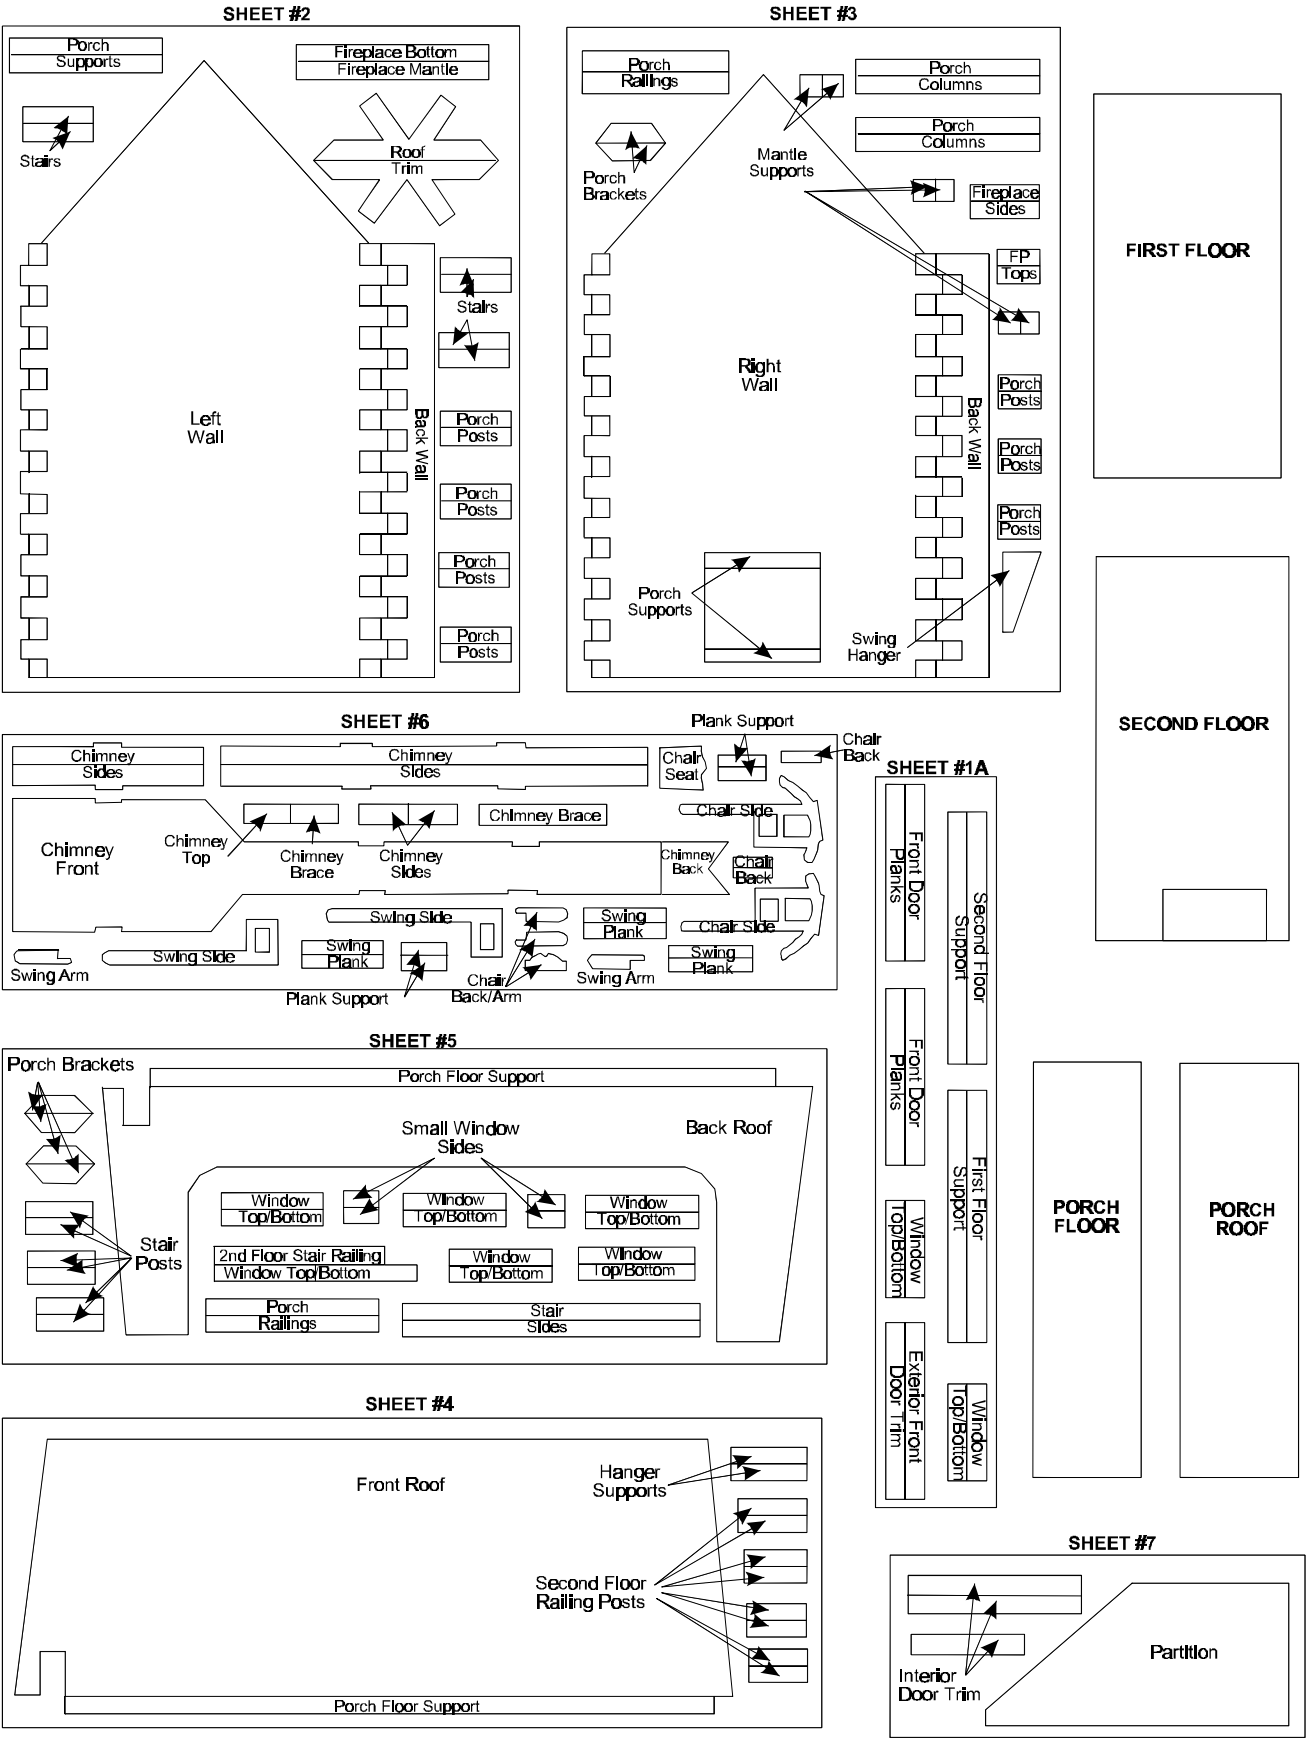 SHEET #2
Porch
Supports
Fireplace Bottom
Fireplace Mantle
Stairs
Roof
Trim
Stairs
Left
Wall
Back Wall
Porch
Posts
Porch
Posts
Porch
Posts
Porch
Posts
SHEET #3
Porch
Railings
Porch
Columns
Porch
Columns
Mantle
Supports
Porch
Brackets
Fireplace
Sides
FP
Tops
Right
Wall
Back Wall
Porch
Posts
Porch
Posts
Porch
Posts
Porch
Supports
Swing
Hanger
FIRST FLOOR
SECOND FLOOR
SHEET #6
Plank Support
Chair
Back
Chimney
Sides
Chimney
Sides
Chair
Seat
Chair Side
Chimney Brace
Chimney
Front
Chimney
Top
Chimney
Brace
Chimney
Sides
Chimney
Back
Chair
Back
Swing Side
Swing
Plank
Chair Side
Swing Arm
Swing Side
Swing
Plank
Plank Support
Chair
Back/Arm
Swing Arm
Swing
Plank
SHEET #1A
Front Door
Planks
Second Floor
Support
Front Door
Planks
First Floor
Support
Window
Top/Bottom
Exterior Front
Door Trim
Window
Top/Bottom
SHEET #5
Porch Brackets
Porch Floor Support
Small Window
Sides
Back Roof
Window
Top/Bottom
Window
Top/Bottom
Window
Top/Bottom
Stair
Posts
2nd Floor Stair Railing
Window Top/Bottom
Window
Top/Bottom
Window
Top/Bottom
Porch
Railings
Stair
Sides
PORCH
FLOOR
PORCH
ROOF
SHEET #4
Front Roof
Hanger
Supports
Second Floor
Railing Posts
Porch Floor Support
SHEET #7
Partition
Interior
Door Trim